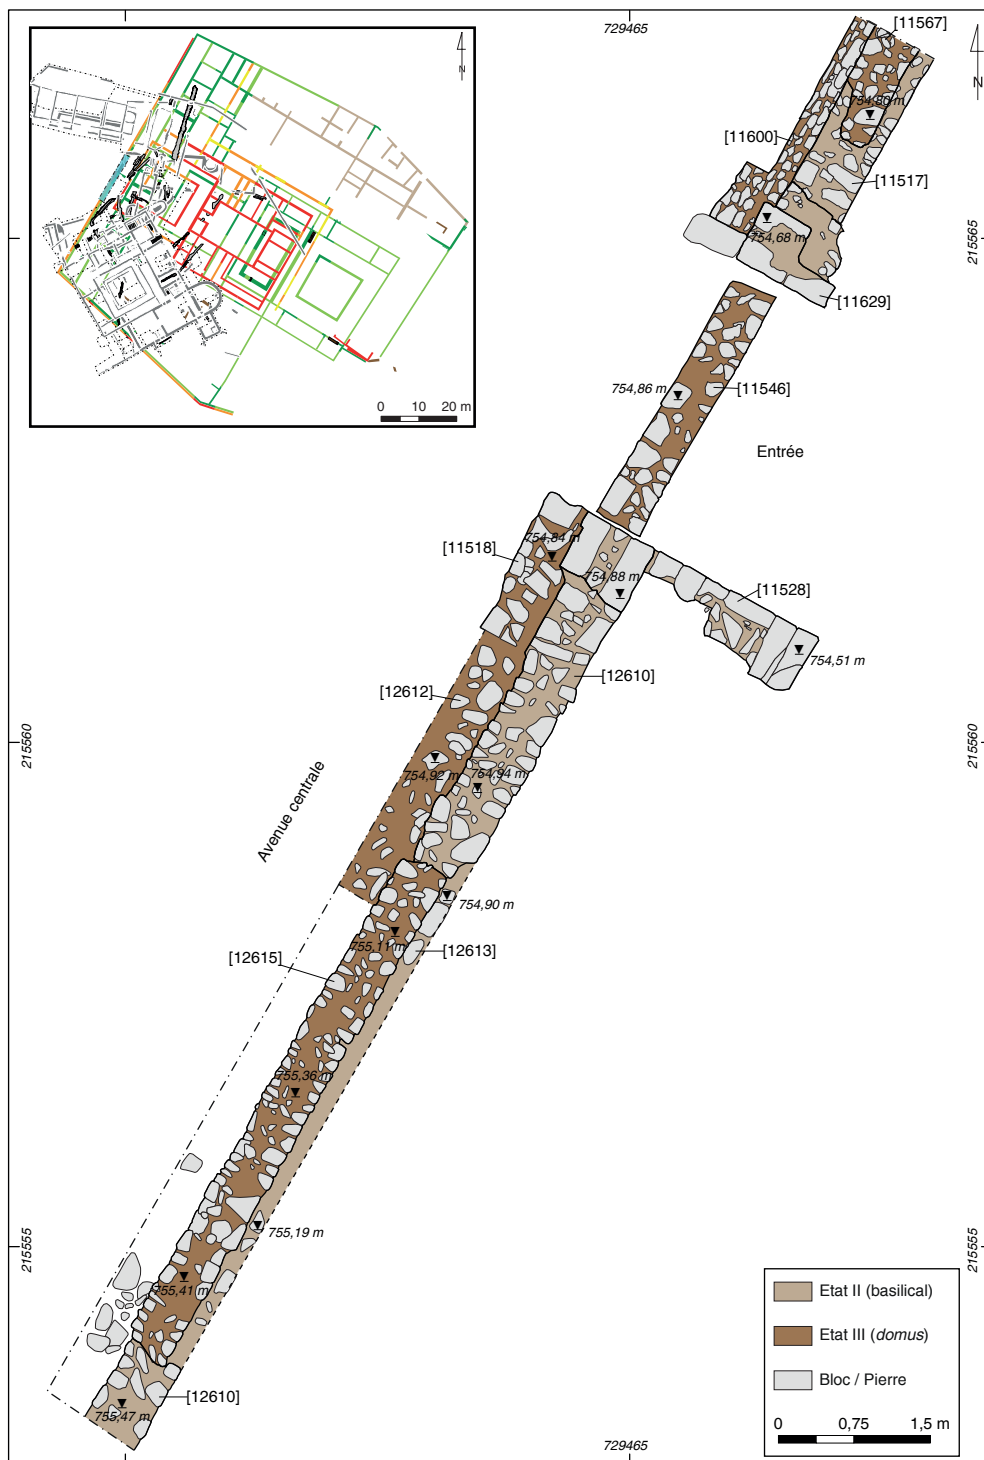 729465
N
0 10 20 m
[11567]
N
754,80 m
[11600]
[11517]
754,68 m
215565
215565
[11629]
754,86 m
[11546]
Entrée
754,84 m
[11518]
754,88 m
[11528]
754,51 m
[12610]
[12612]
754,92 m
754,94 m
215560
215560
Avenue centrale
754,90 m
755,11 m
[12613]
[12615]
755,36 m
755,19 m
215555
215555
755,41 m
Etat II (basilical)
Etat III (domus)
Bloc / Pierre
[12610]
755,47 m
0 0,75 1,5 m
729465